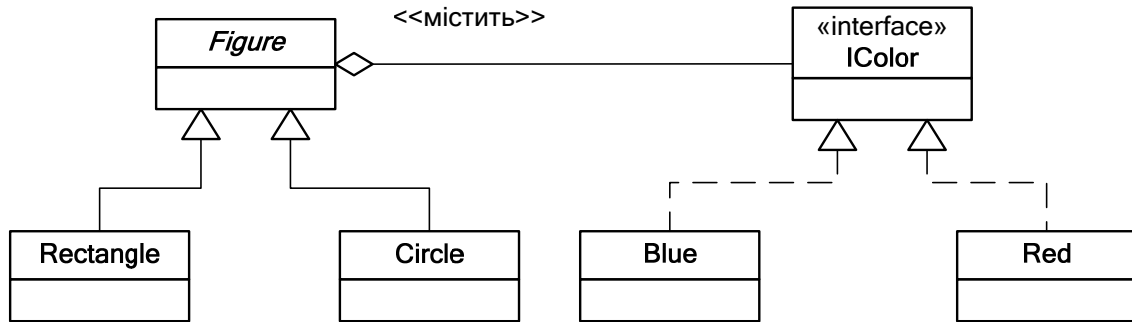 <<містить>>
Figure
«interface»
IColor
Rectangle
Circle
Blue
Red